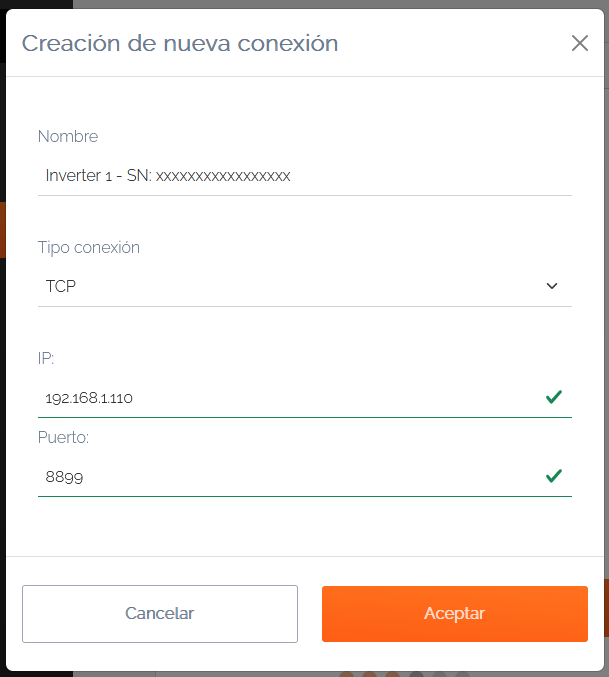 Creación de nueva conexión
Nombre
Inverter 1 - SN: xxxxxxxxxxxxxxxxx
Tipo conexión
TCP
IP:
192.168.1.110
Puerto:
8899
Cancelar
Aceptar